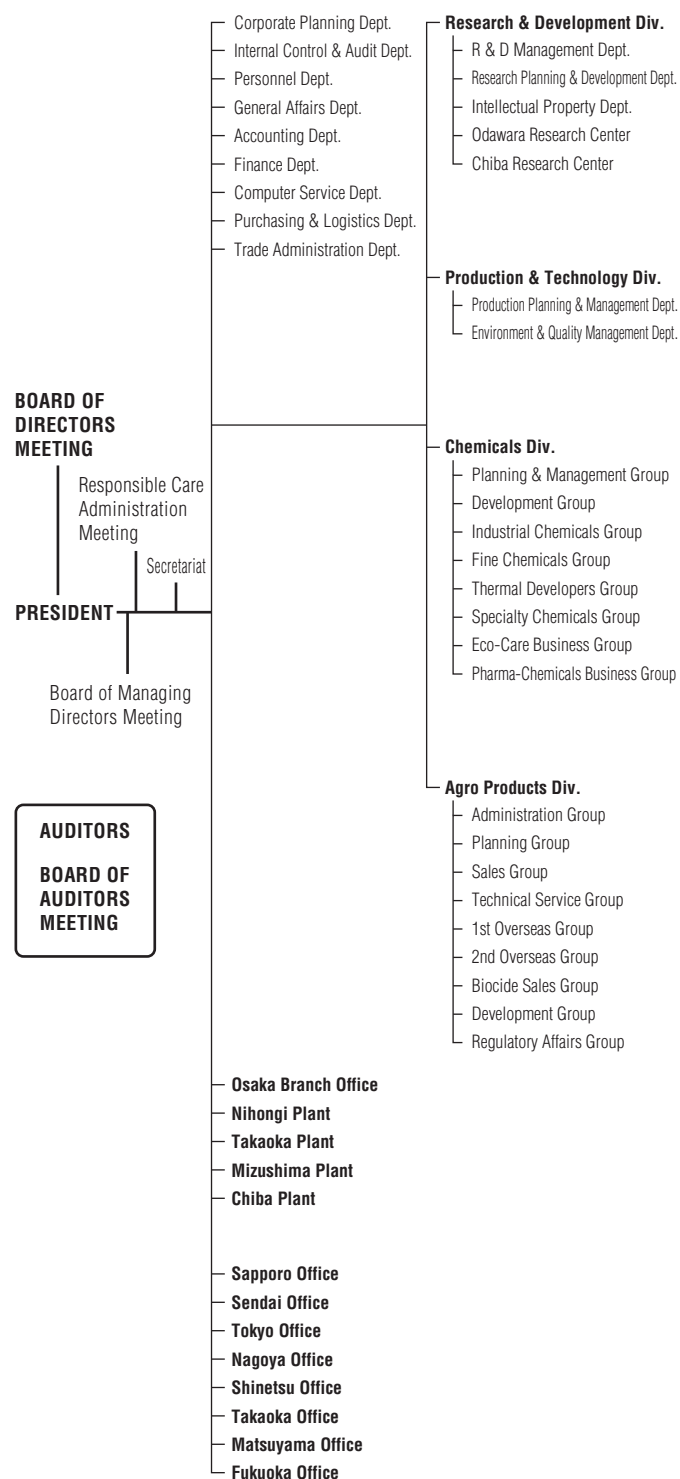 BOARD OF
DIRECTORS
MEETING
Responsible Care
Administration
Meeting
Secretariat
PRESIDENT
Board of Managing
Directors Meeting
AUDITORS
BOARD OF
AUDITORS
MEETING
Corporate Planning Dept.
Internal Control & Audit Dept.
Personnel Dept.
General Affairs Dept.
Accounting Dept.
Finance Dept.
Computer Service Dept.
Purchasing & Logistics Dept.
Trade Administration Dept.
Research & Development Div.
R & D Management Dept.
Research Planning & Development Dept.
Intellectual Property Dept.
Odawara Research Center
Chiba Research Center
Production & Technology Div.
Production Planning & Management Dept.
Environment & Quality Management Dept.
Chemicals Div.
Planning & Management Group
Development Group
Industrial Chemicals Group
Fine Chemicals Group
Thermal Developers Group
Specialty Chemicals Group
Eco-Care Business Group
Pharma-Chemicals Business Group
Agro Products Div.
Administration Group
Planning Group
Sales Group
Technical Service Group
1st Overseas Group
2nd Overseas Group
Biocide Sales Group
Development Group
Regulatory Affairs Group
Osaka Branch Office
Nihongi Plant
Takaoka Plant
Mizushima Plant
Chiba Plant
Sapporo Office
Sendai Office
Tokyo Office
Nagoya Office
Shinetsu Office
Takaoka Office
Matsuyama Office
Fukuoka Office